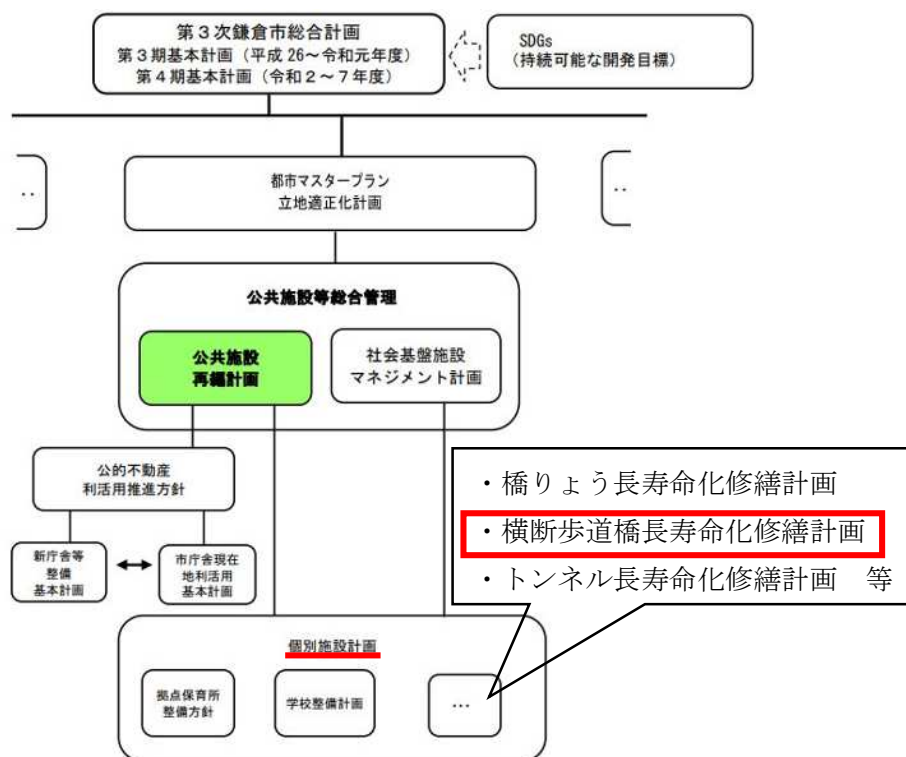 第３次鎌倉市総合計画
第３期基本計画（平成 26～令和元年度）
第４期基本計画（令和２～７年度）
SDGs
（持続可能な開発目標）
‥
都市マスタープラン
立地適正化計画
‥
公共施設等総合管理
公共施設
再編計画
社会基盤施設
マネジメント計画
公的不動産
利活用推進方針
新庁舎等
整備
基本計画
市庁舎現在
地利活用
基本計画
・橋りょう長寿命化修繕計画
・横断歩道橋長寿命化修繕計画
・トンネル長寿命化修繕計画　等
個別施設計画
拠点保育所
整備方針
学校整備計画
…